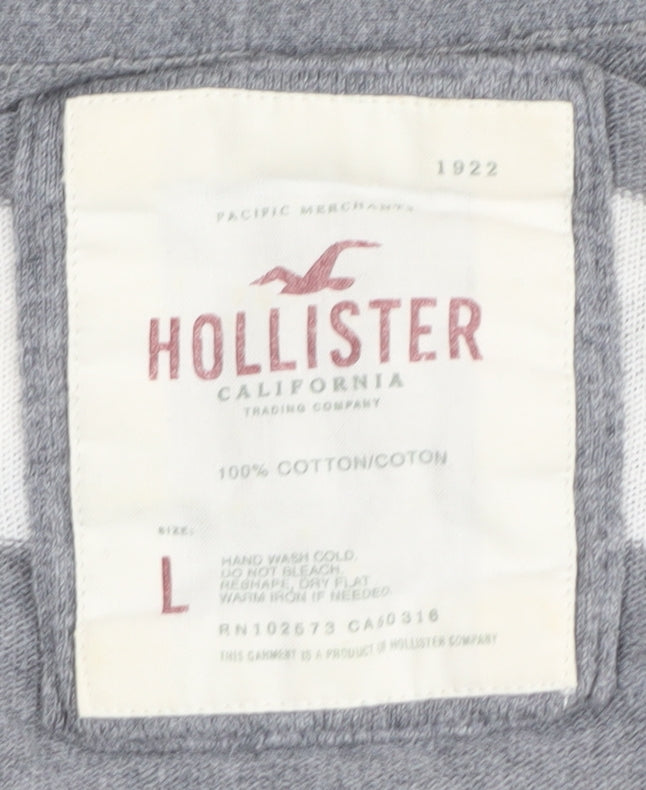 1922
PACIFIC MERCHANTS
HOLLISTER
CALIFORNIA
TRADING COMPANY
100% COTTON/COTON
SIZE:
L
HAND WASH COLD,
DO NOT BLEACH,
RESHAPE, DRY FLAT
WARM IRON IF NEEDED.
RN102673 CA50316
THIS GARMENT IS A PRODUCT OF HOLLISTER COMPANY